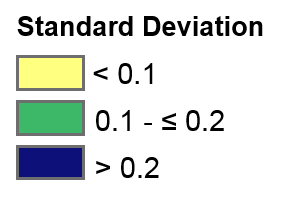 Standard Deviation
< 0.1
0.1 - ≤ 0.2
> 0.2